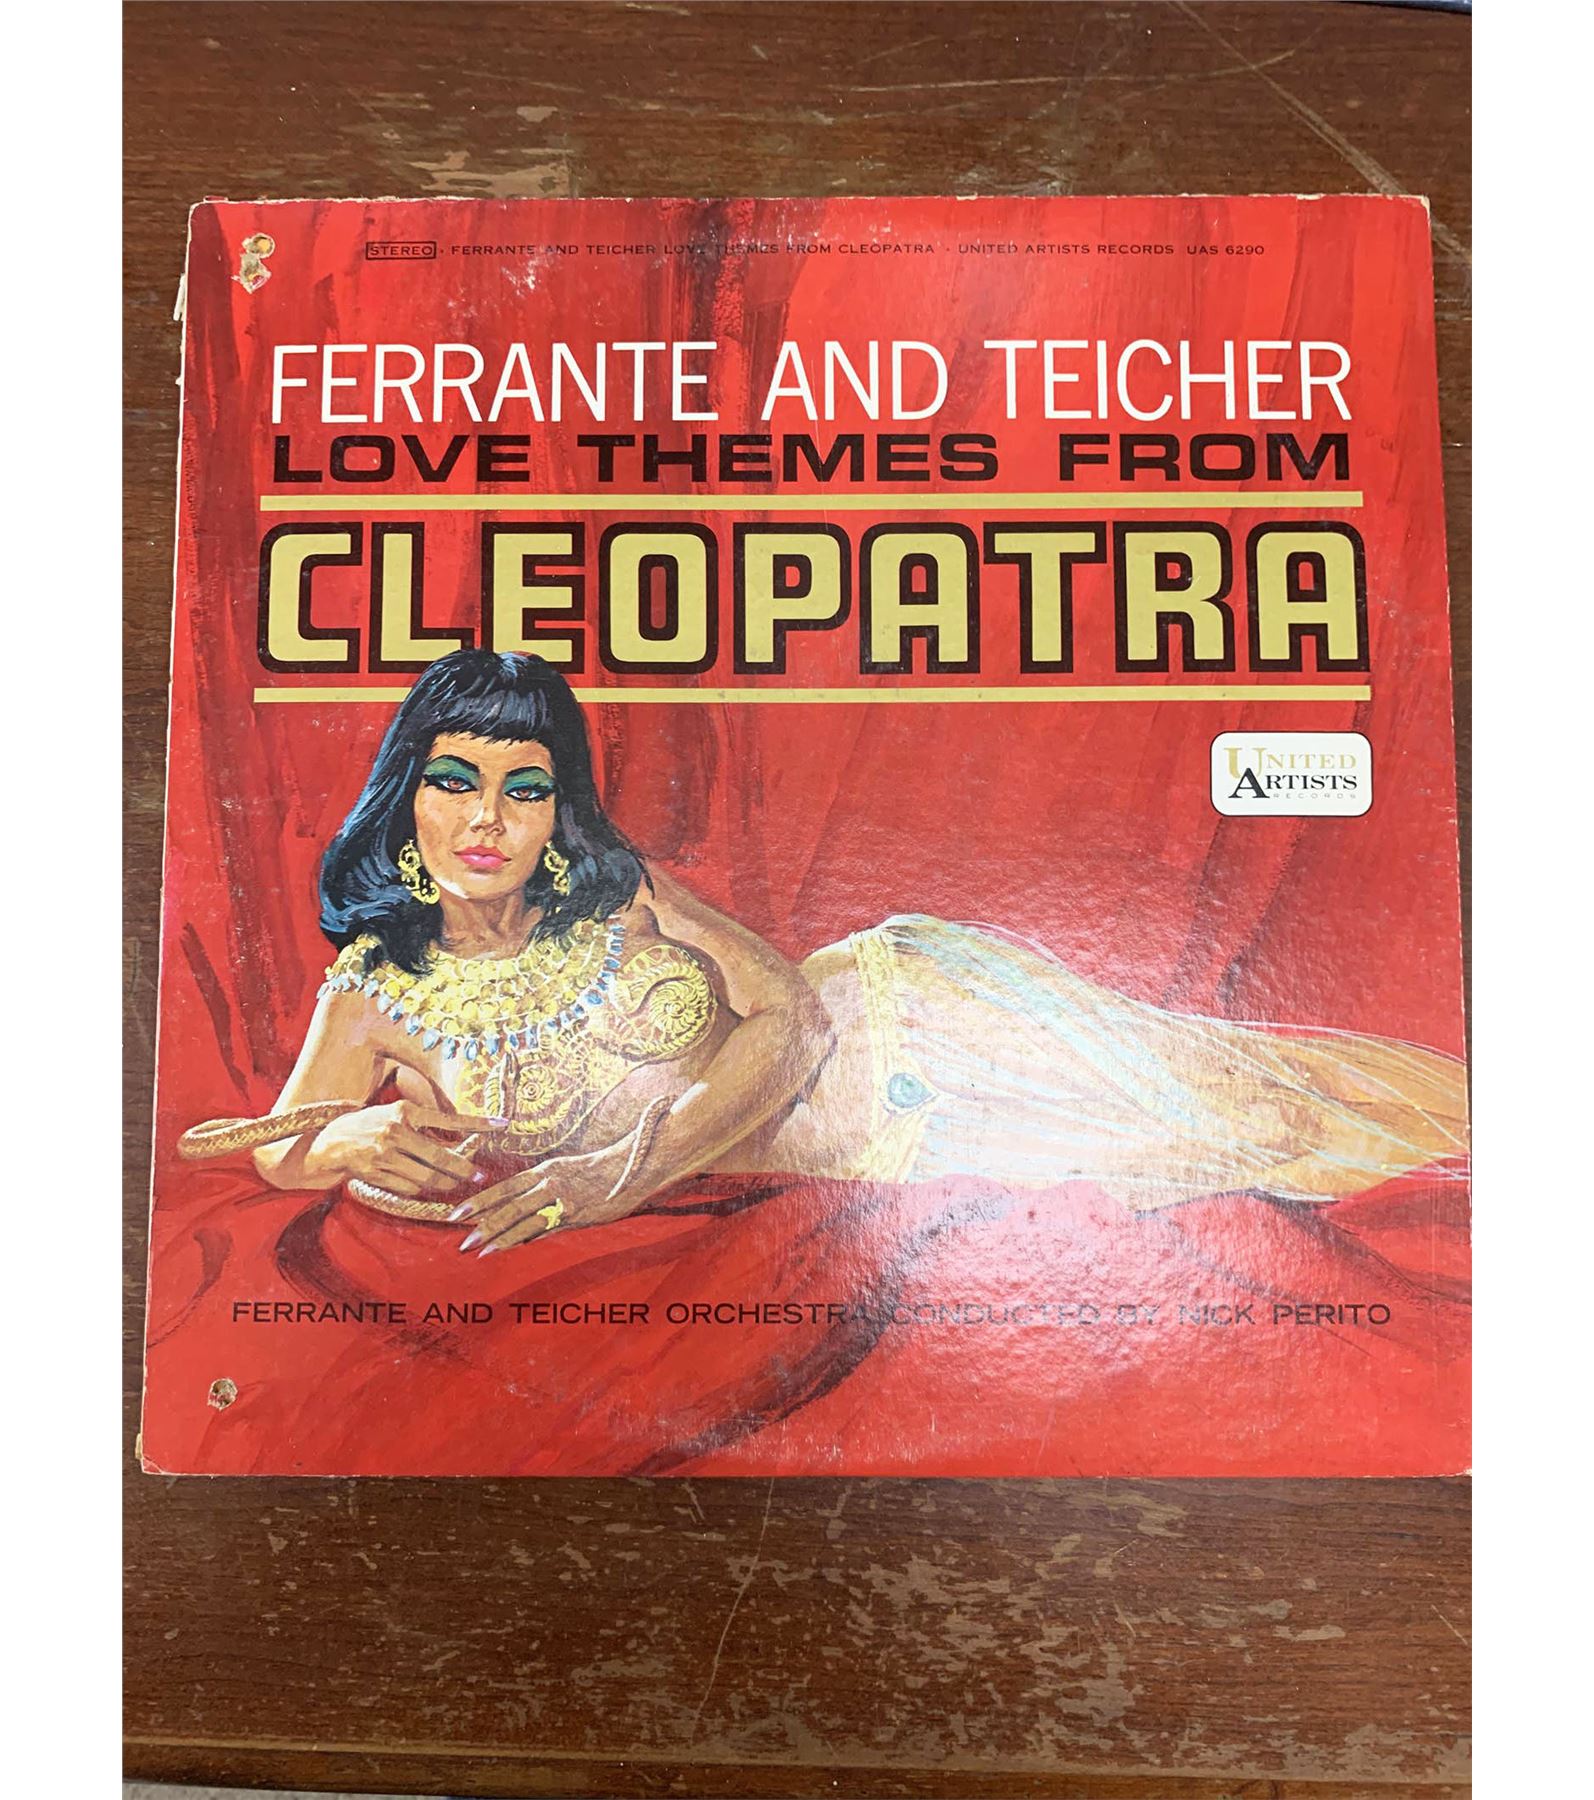 STEREO · FERRANTE AND TEICHER LOVE THEMES FROM CLEOPATRA · UNITED ARTISTS RECORDS UAS 6290
FERRANTE AND TEICHER
LOVE THEMES FROM
CLEOPATRA
UNITED
ARTISTS
RECORDS
FERRANTE AND TEICHER ORCHESTRA CONDUCTED BY NICK PERITO